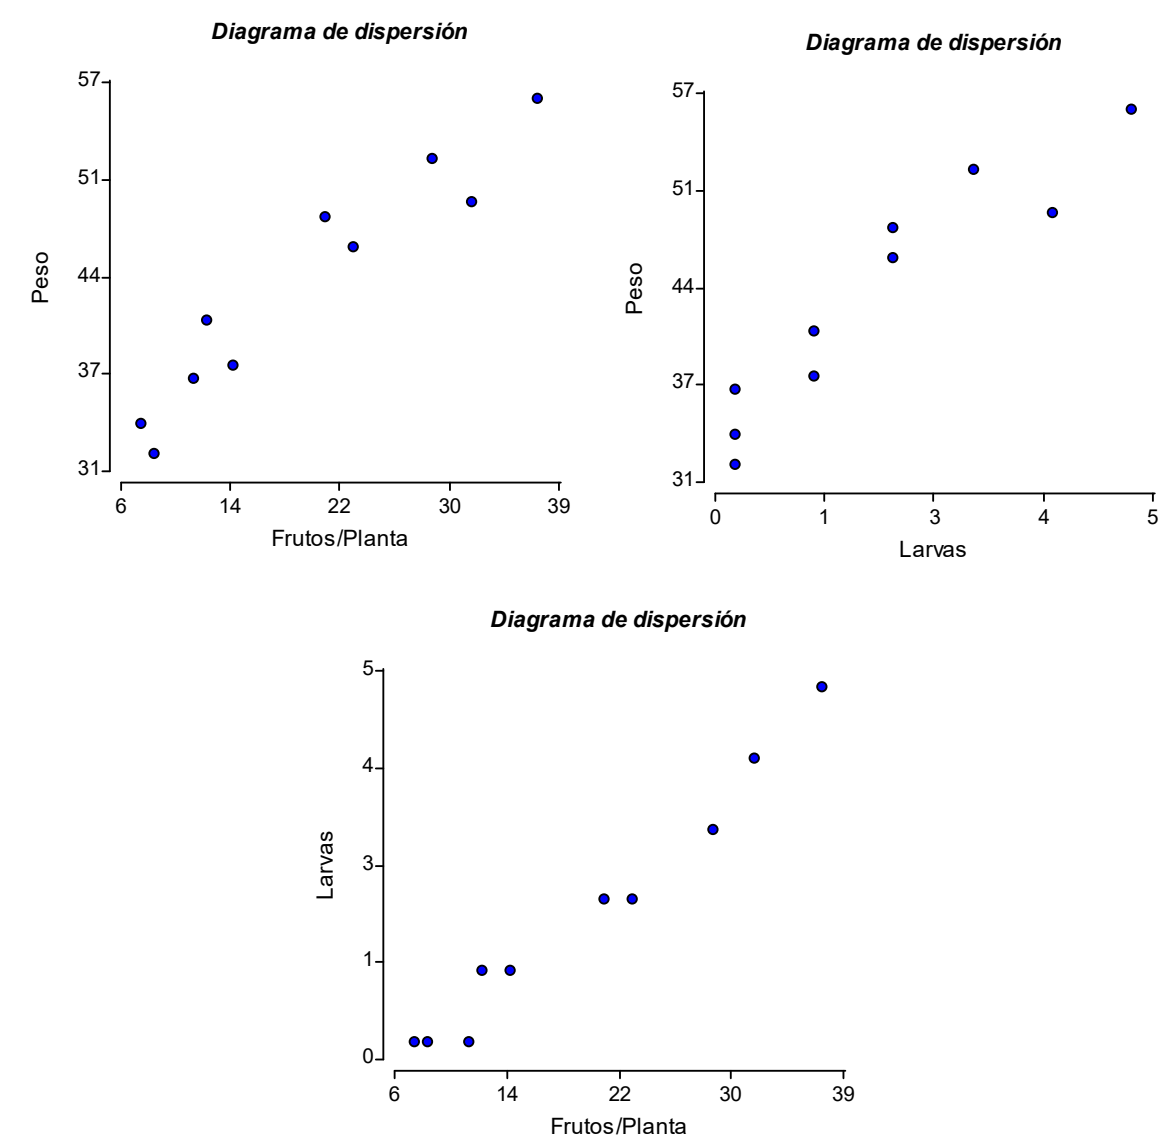 Diagrama de dispersión
57
51
44
37
31
Peso
6 14 22 30 39
Frutos/Planta
Diagrama de dispersión
57
51
44
37
31
Peso
0 1 3 4 5
Larvas
Diagrama de dispersión
5
4
3
1
0
Larvas
6 14 22 30 39
Frutos/Planta